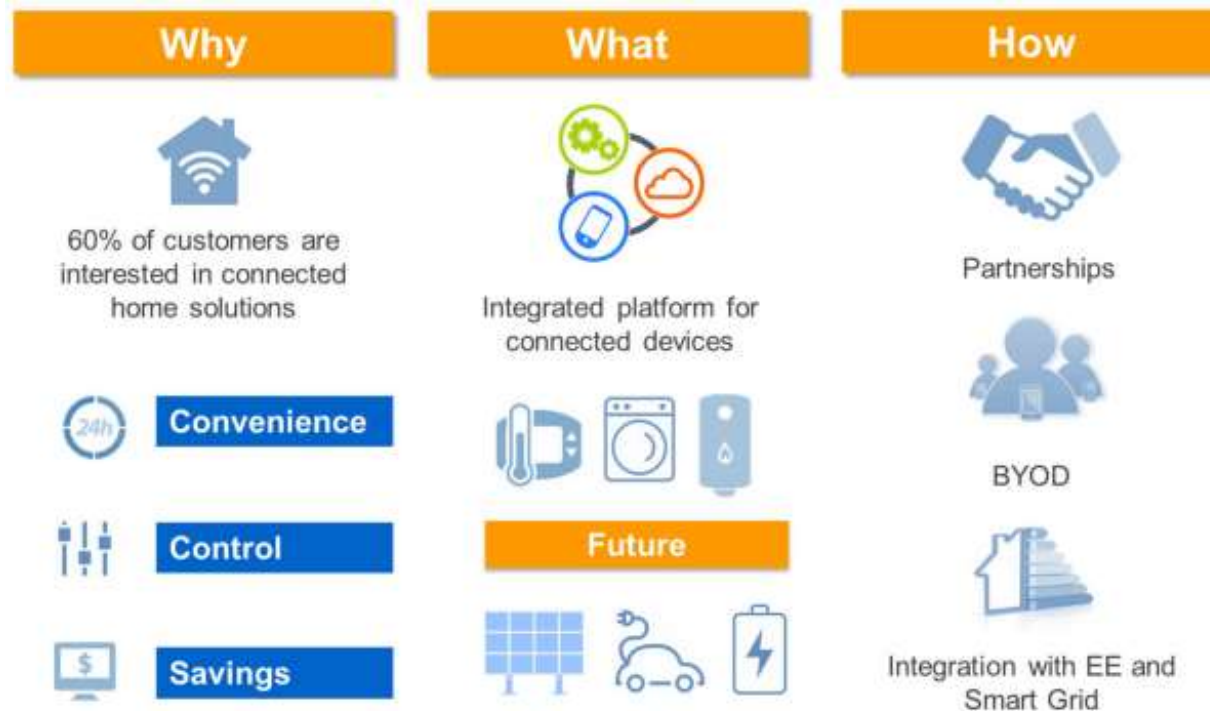 Why
60% of customers are
interested in connected
home solutions
24h
Convenience
Control
$
Savings
What
Integrated platform for
connected devices
Future
How
Partnerships
BYOD
Integration with EE and
Smart Grid